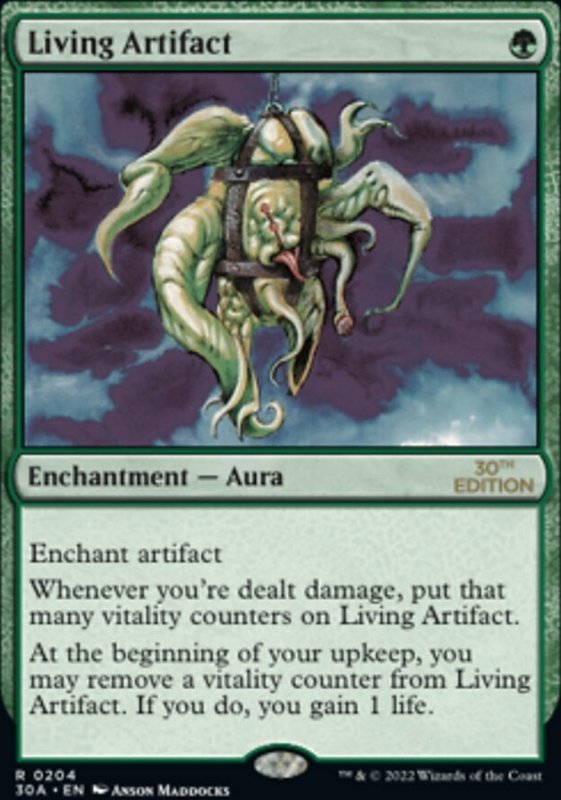 Living Artifact
Enchantment — Aura
30TH
EDITION
Enchant artifact
Whenever you're dealt damage, put that
many vitality counters on Living Artifact.
At the beginning of your upkeep, you
may remove a vitality counter from Living
Artifact. If you do, you gain 1 life.
R 0204
30A • EN Anson Maddocks
™ & © 2022 Wizards of the Coast